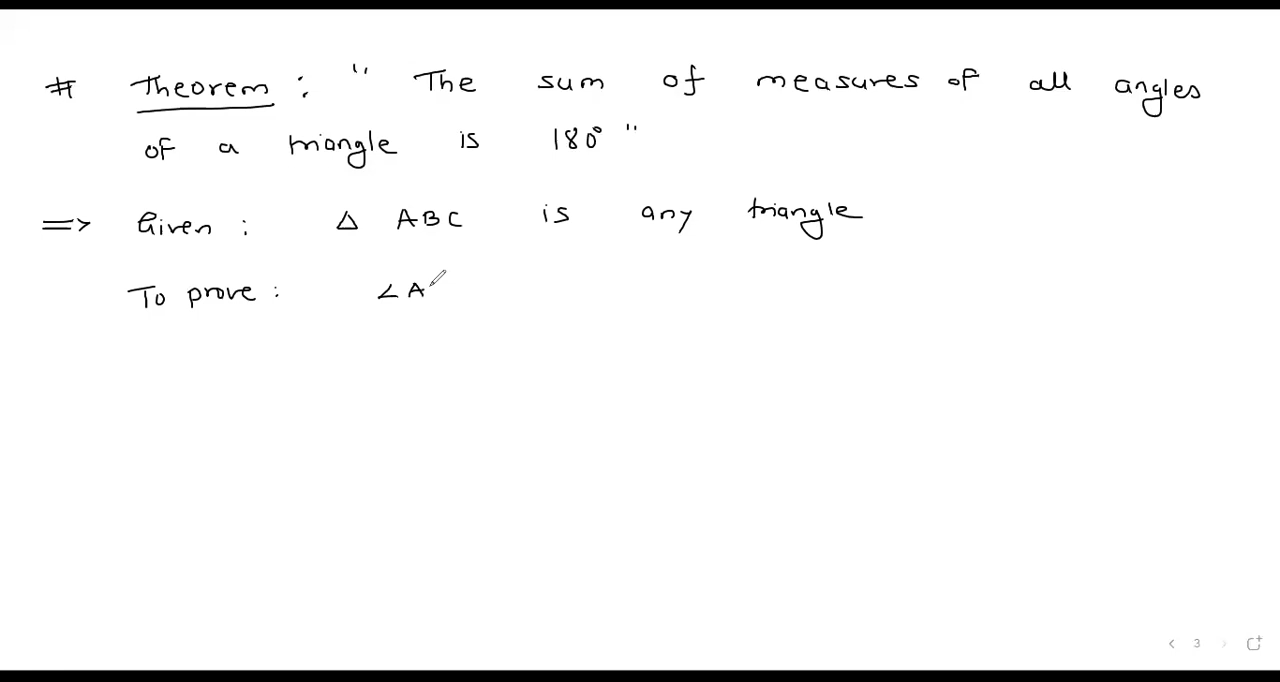 # Theorem : " The sum of measures of all angles
of a triangle is 180° "
=> Given : Δ ABC is any triangle
To prove : ∠A
< 3 >